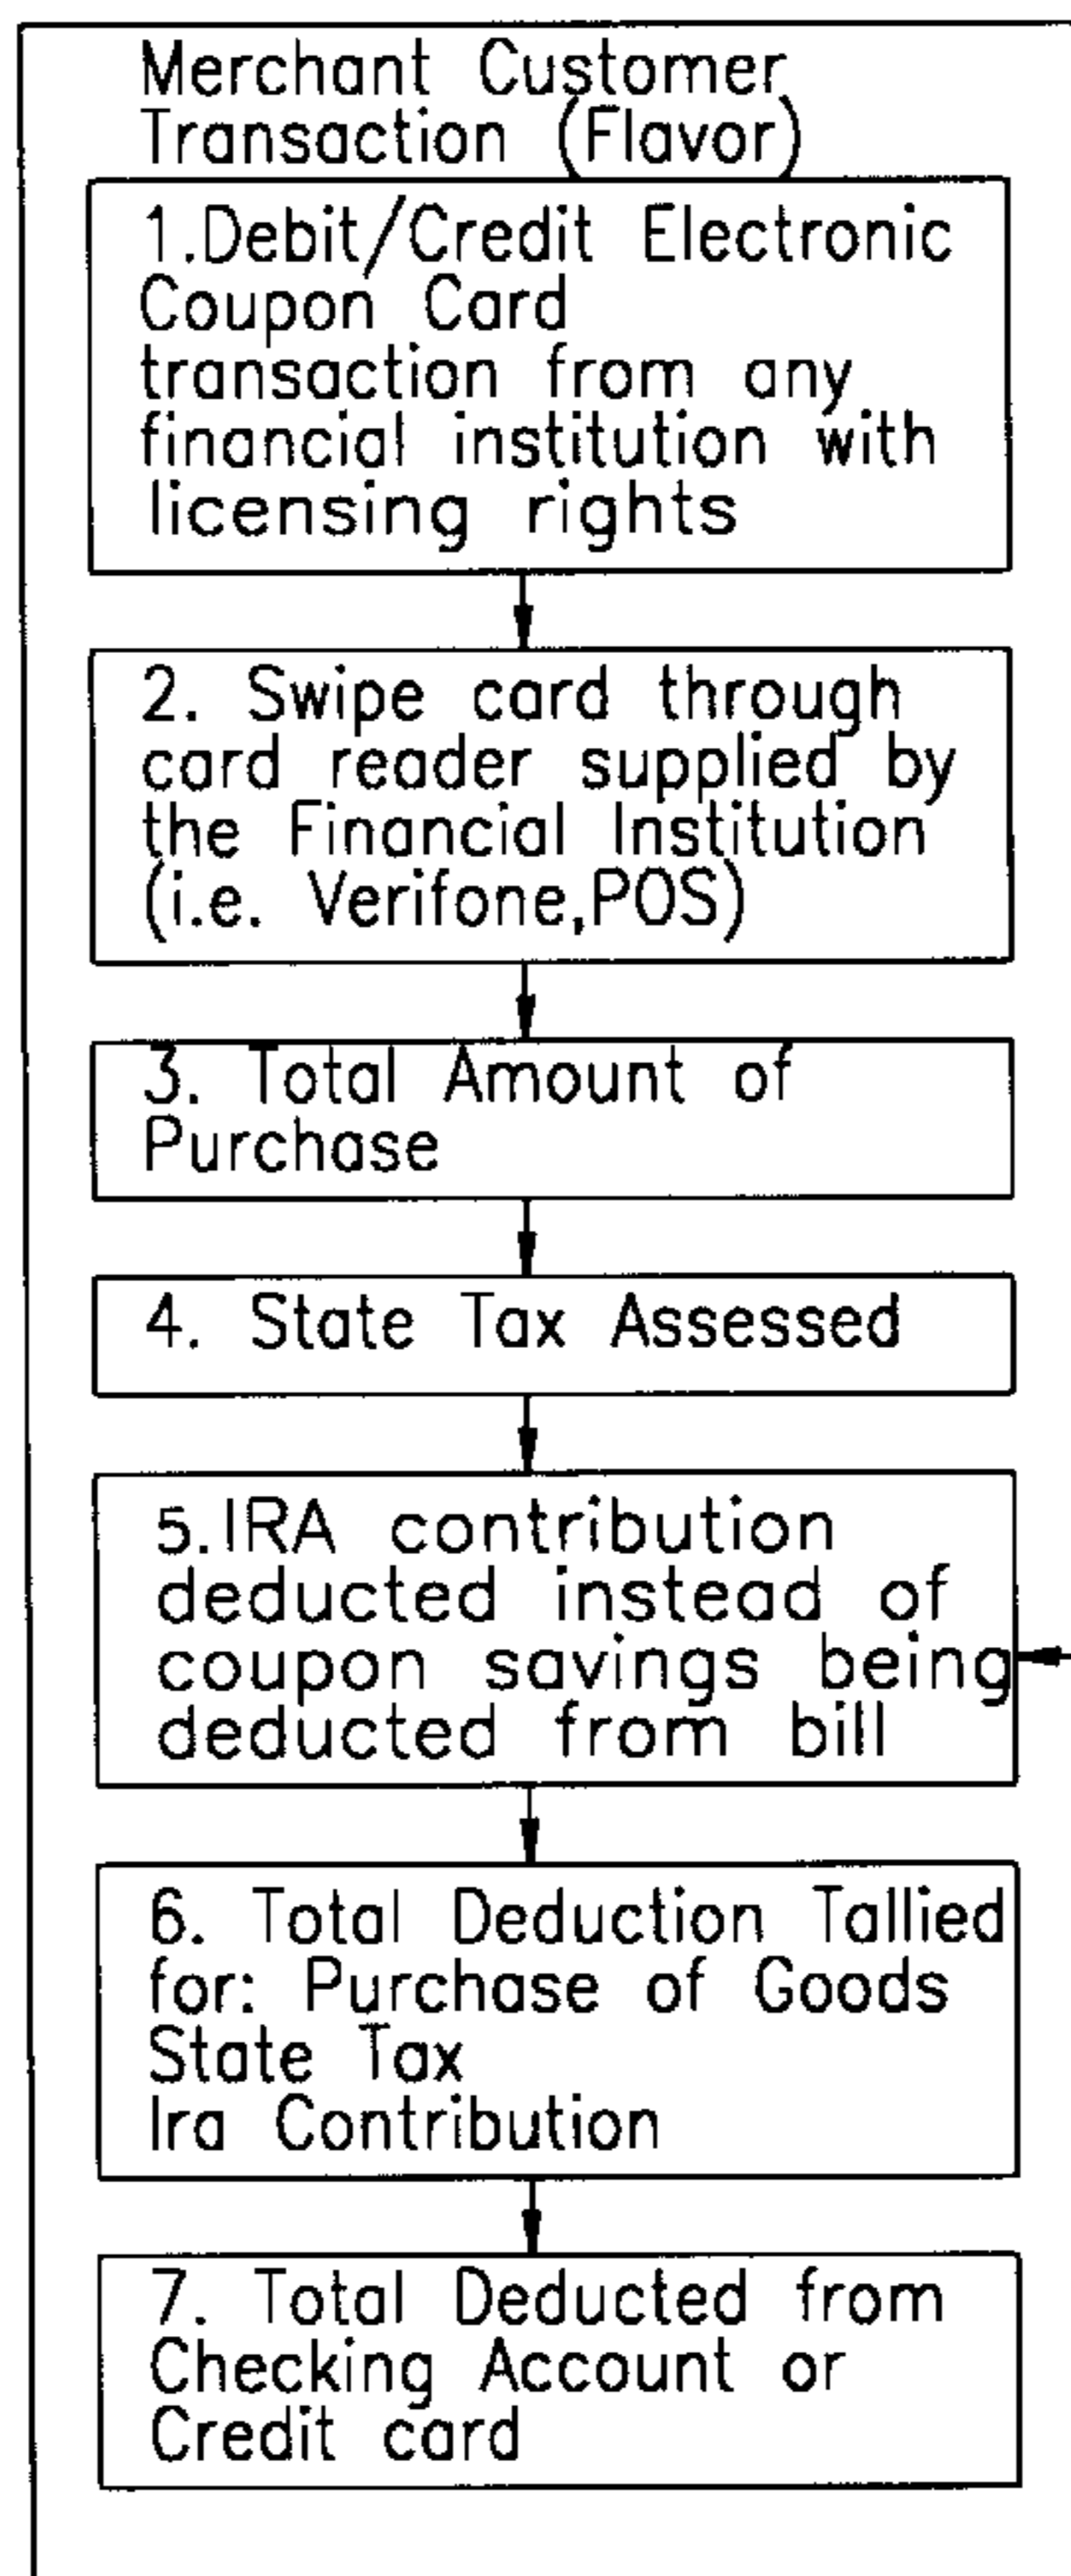 Merchant Customer
Transaction (Flavor)
1.Debit/Credit Electronic
Coupon Card
transaction from any
financial institution with
licensing rights
2. Swipe card through
card reader supplied by
the Financial Institution
(i.e. Verifone,POS)
3. Total Amount of
Purchase
4. State Tax Assessed
5.IRA contribution
deducted instead of
coupon savings being
deducted from bill
6. Total Deduction Tallied
for: Purchase of Goods
State Tax
Ira Contribution
7. Total Deducted from
Checking Account or
Credit card